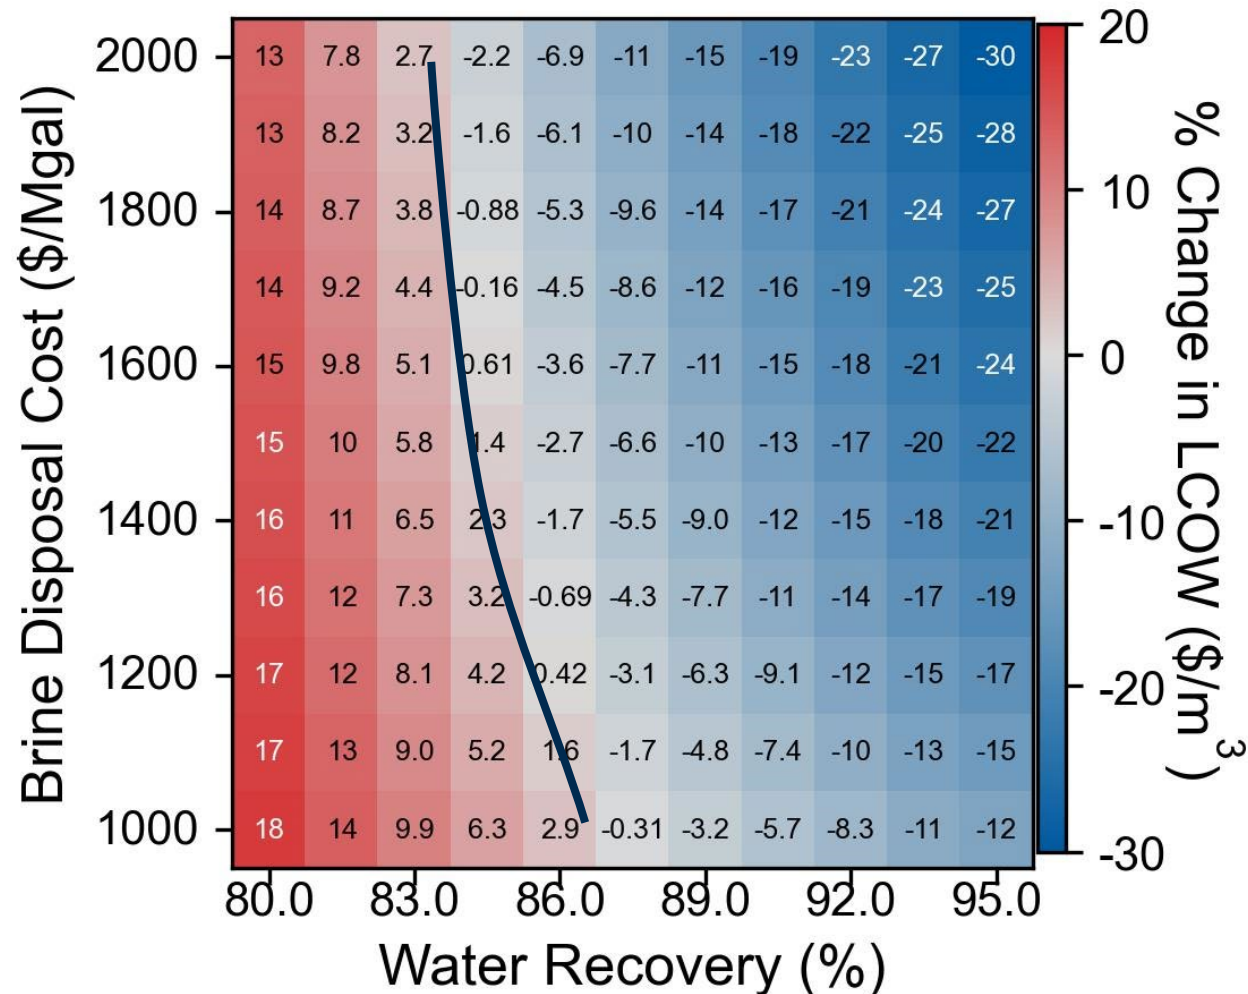 2000 13 7.8 2.7 -2.2 -6.9 -11 -15 -19 -23 -27 -30
13 8.2 3.2 -1.6 -6.1 -10 -14 -18 -22 -25 -28
1800 14 8.7 3.8 -0.88 -5.3 -9.6 -14 -17 -21 -24 -27
14 9.2 4.4 -0.16 -4.5 -8.6 -12 -16 -19 -23 -25
1600 15 9.8 5.1 0.61 -3.6 -7.7 -11 -15 -18 -21 -24
15 10 5.8 1.4 -2.7 -6.6 -10 -13 -17 -20 -22
1400 16 11 6.5 2.3 -1.7 -5.5 -9.0 -12 -15 -18 -21
16 12 7.3 3.2 -0.69 -4.3 -7.7 -11 -14 -17 -19
1200 17 12 8.1 4.2 0.42 -3.1 -6.3 -9.1 -12 -15 -17
17 13 9.0 5.2 1.6 -1.7 -4.8 -7.4 -10 -13 -15
1000 18 14 9.9 6.3 2.9 -0.31 -3.2 -5.7 -8.3 -11 -12
80.0 83.0 86.0 89.0 92.0 95.0
Water Recovery (%)
Brine Disposal Cost ($/Mgal)
20
10
0
-10
-20
-30
% Change in LCOW ($/m³)